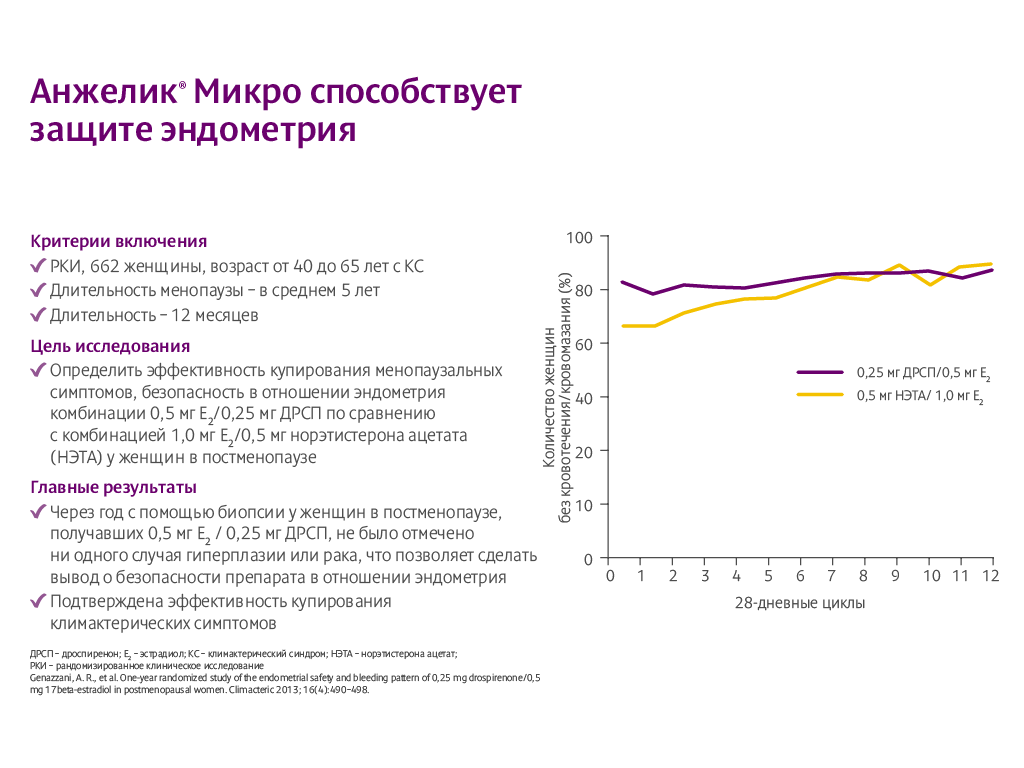 Анжелик® Микро способствует
защите эндометрия
Критерии включения
РКИ, 662 женщины, возраст от 40 до 65 лет с КС
Длительность менопаузы – в среднем 5 лет
Длительность – 12 месяцев
Цель исследования
Определить эффективность купирования менопаузальных
симптомов, безопасность в отношении эндометрия
комбинации 0,5 мг E₂/0,25 мг ДРСП по сравнению
с комбинацией 1,0 мг E₂/0,5 мг норэтистерона ацетата
(НЭТА) у женщин в постменопаузе
Главные результаты
Через год с помощью биопсии у женщин в постменопаузе,
получавших 0,5 мг E₂ / 0,25 мг ДРСП, не было отмечено
ни одного случая гиперплазии или рака, что позволяет сделать
вывод о безопасности препарата в отношении эндометрия
Подтверждена эффективность купирования
климактерических симптомов
ДРСП – дроспиренон; E₂ – эстрадиол; КС – климактерический синдром; НЭТА – норэтистерона ацетат;
РКИ – рандомизированное клиническое исследование
Genazzani, A. R., et al. One-year randomized study of the endometrial safety and bleeding pattern of 0,25 mg drospirenone/0,5
mg 17beta-estradiol in postmenopausal women. Climacteric 2013; 16(4):490–498.
Количество женщин
без кровотечения/кровомазания (%)
100
80
60
40
20
10
0
0 1 2 3 4 5 6 7 8 9 10 11 12
28-дневные циклы
0,25 мг ДРСП/0,5 мг E₂
0,5 мг НЭТА/ 1,0 мг E₂